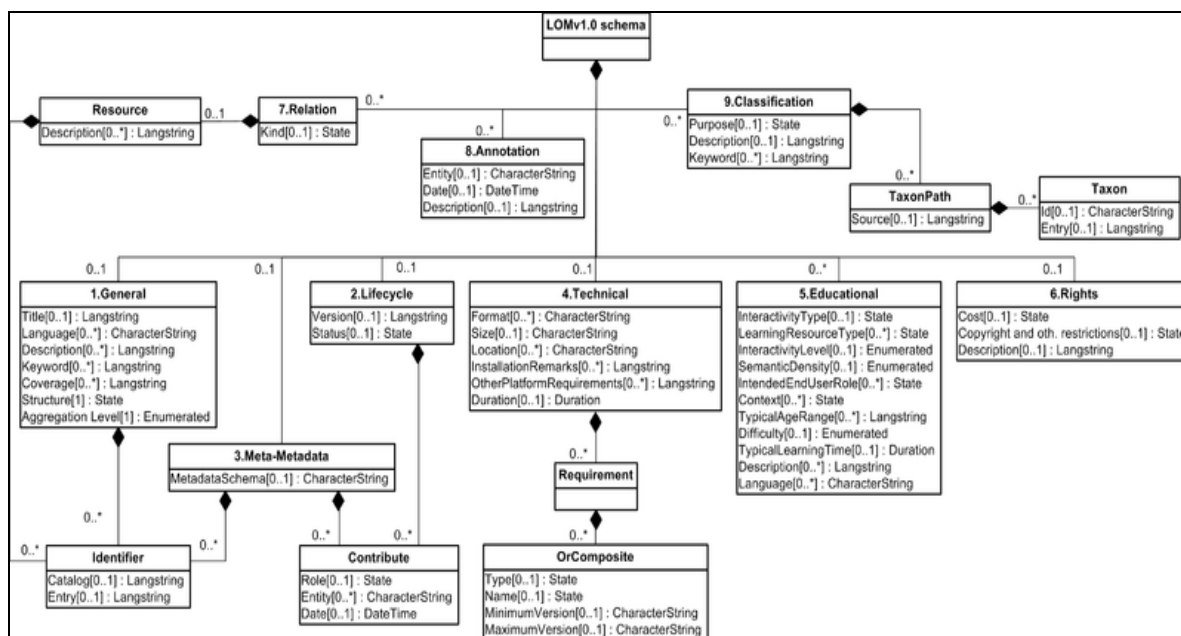 LOMv1.0 schema
Resource
Description[0..*] : Langstring
0..1
7.Relation
Kind[0..1] : State
0..*
0..*
8.Annotation
Entity[0..1] : CharacterString
Date[0..1] : DateTime
Description[0..1] : Langstring
0..*
9.Classification
Purpose[0..1] : State
Description[0..1] : Langstring
Keyword[0..*] : Langstring
0..*
TaxonPath
Source[0..1] : Langstring
0..*
Taxon
Id[0..1] : CharacterString
Entry[0..1] : Langstring
0..1
0..1
0..1
0..1
0..*
0..1
1.General
Title[0..1] : Langstring
Language[0..*] : CharacterString
Description[0..*] : Langstring
Keyword[0..*] : Langstring
Coverage[0..*] : Langstring
Structure[1] : State
Aggregation Level[1] : Enumerated
2.Lifecycle
Version[0..1] : Langstring
Status[0..1] : State
4.Technical
Format[0..*] : CharacterString
Size[0..1] : CharacterString
Location[0..*] : CharacterString
InstallationRemarks[0..*] : Langstring
OtherPlatformRequirements[0..*] : Langstring
Duration[0..1] : Duration
5.Educational
InteractivityType[0..1] : State
LearningResourceType[0..*] : State
InteractivityLevel[0..1] : Enumerated
SemanticDensity[0..1] : Enumerated
IntendedEndUserRole[0..*] : State
Context[0..*] : State
TypicalAgeRange[0..*] : Langstring
Difficulty[0..1] : Enumerated
TypicalLearningTime[0..1] : Duration
Description[0..*] : Langstring
Language[0..*] : CharacterString
6.Rights
Cost[0..1] : State
Copyright and oth. restrictions[0..1] : State
Description[0..1] : Langstring
3.Meta-Metadata
MetadataSchema[0..1] : CharacterString
0..*
Requirement
0..*
0..*
0..*
0..*
0..*
0..*
Identifier
Catalog[0..1] : Langstring
Entry[0..1] : Langstring
Contribute
Role[0..1] : State
Entity[0..*] : CharacterString
Date[0..1] : DateTime
OrComposite
Type[0..1] : State
Name[0..1] : State
MinimumVersion[0..1] : CharacterString
MaximumVersion[0..1] : CharacterString